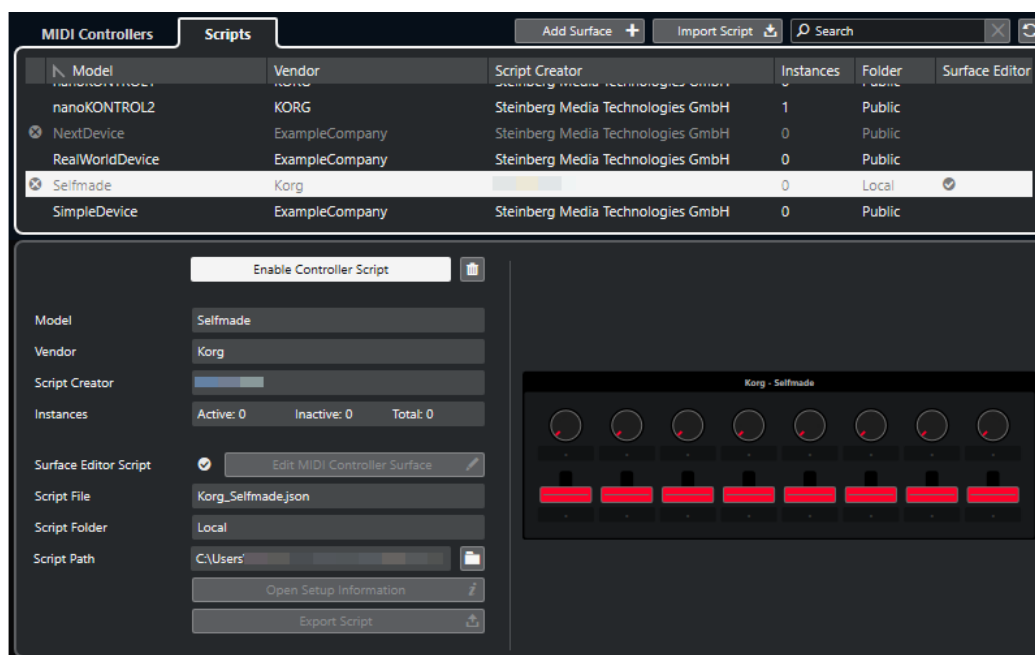 MIDI Controllers Scripts Add Surface Import Script Search
Model Vendor Script Creator Instances Folder Surface Editor
nanoKONTROL2 KORG Steinberg Media Technologies GmbH 1 Public
NextDevice ExampleCompany Steinberg Media Technologies GmbH 0 Public
RealWorldDevice ExampleCompany Steinberg Media Technologies GmbH 0 Public
Selfmade Korg 0 Local
SimpleDevice ExampleCompany Steinberg Media Technologies GmbH 0 Public
Enable Controller Script
Model Selfmade
Vendor Korg
Script Creator
Instances Active: 0 Inactive: 0 Total: 0
Surface Editor Script Edit MIDI Controller Surface
Script File Korg_Selfmade.json
Script Folder Local
Script Path C:\Users\
Open Setup Information
Export Script
Korg - Selfmade